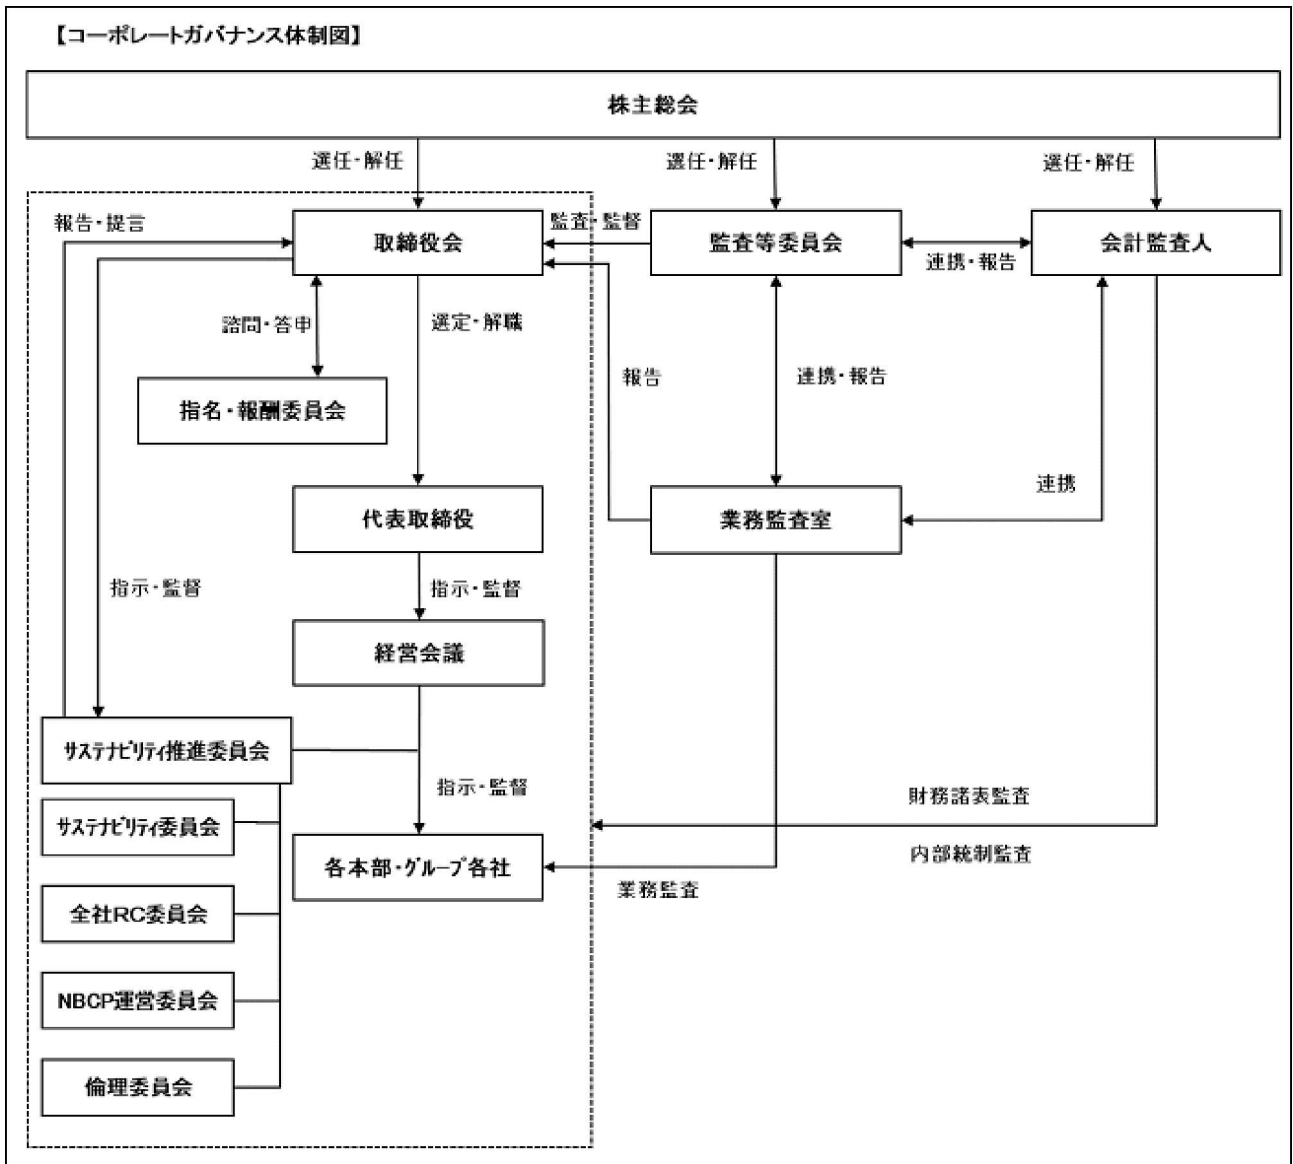 【コーポレートガバナンス体制図】
株主総会
選任・解任
選任・解任
選任・解任
報告・提言
取締役会
監査・監督
監査等委員会
連携・報告
会計監査人
諮問・答申
選定・解職
報告
連携・報告
指名・報酬委員会
連携
代表取締役
業務監査室
指示・監督
指示・監督
経営会議
サステナビリティ推進委員会
指示・監督
財務諸表監査
サステナビリティ委員会
内部統制監査
各本部・グループ各社
業務監査
全社RC委員会
NBCP運営委員会
倫理委員会